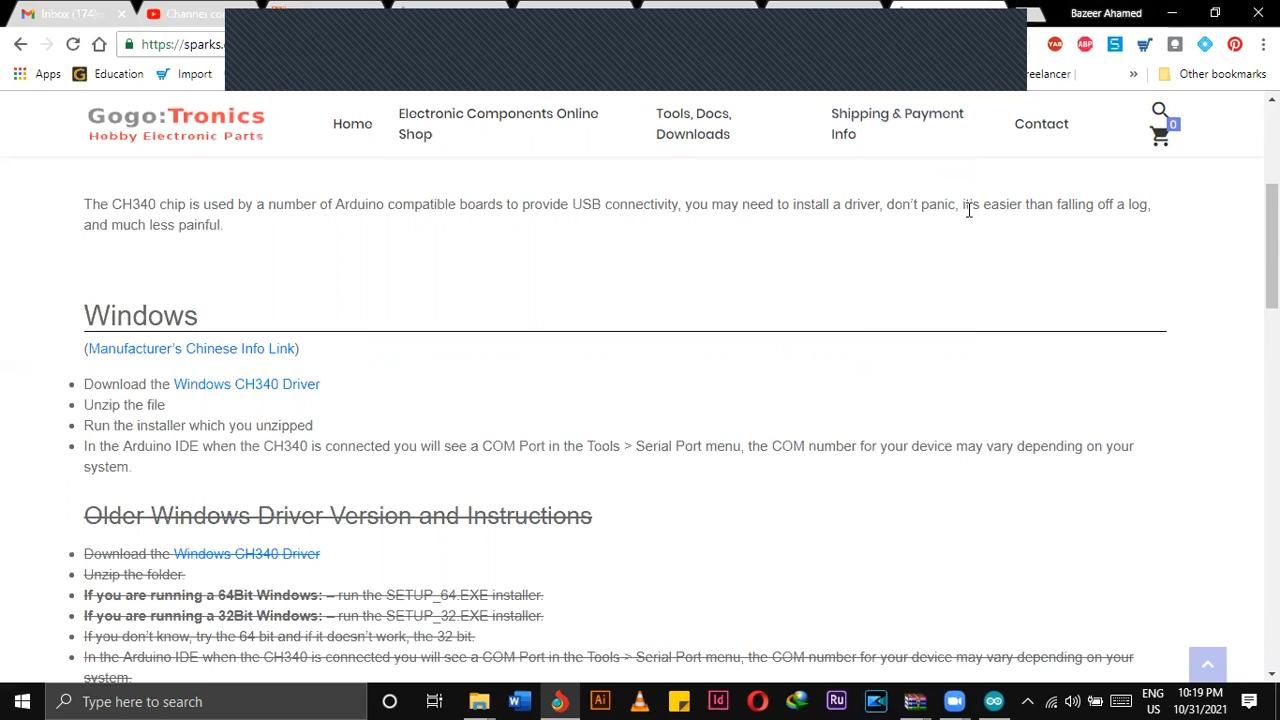 Inbox (174)
Channel co
Bazeer Ahamed
https://sparks.
Apps
Education
Import
reelancer
»
Other bookmarks
Gogo:Tronics
Hobby Electronic Parts
Home
Electronic Components Online
Shop
Tools, Docs,
Downloads
Shipping & Payment
Info
Contact
0
The CH340 chip is used by a number of Arduino compatible boards to provide USB connectivity, you may need to install a driver, don't panic, it's easier than falling off a log,
and much less painful.
Windows
(Manufacturer's Chinese Info Link)
Download the Windows CH340 Driver
Unzip the file
Run the installer which you unzipped
In the Arduino IDE when the CH340 is connected you will see a COM Port in the Tools > Serial Port menu, the COM number for your device may vary depending on your
system.
Older Windows Driver Version and Instructions
Download the Windows CH340 Driver
Unzip the folder.
If you are running a 64Bit Windows: – run the SETUP_64.EXE installer.
If you are running a 32Bit Windows: – run the SETUP_32.EXE installer.
If you don't know, try the 64 bit and if it doesn't work, the 32 bit.
In the Arduino IDE when the CH340 is connected you will see a COM Port in the Tools > Serial Port menu, the COM number for your device may vary depending on your
system.
Type here to search
ENG
US
10:19 PM
10/31/2021